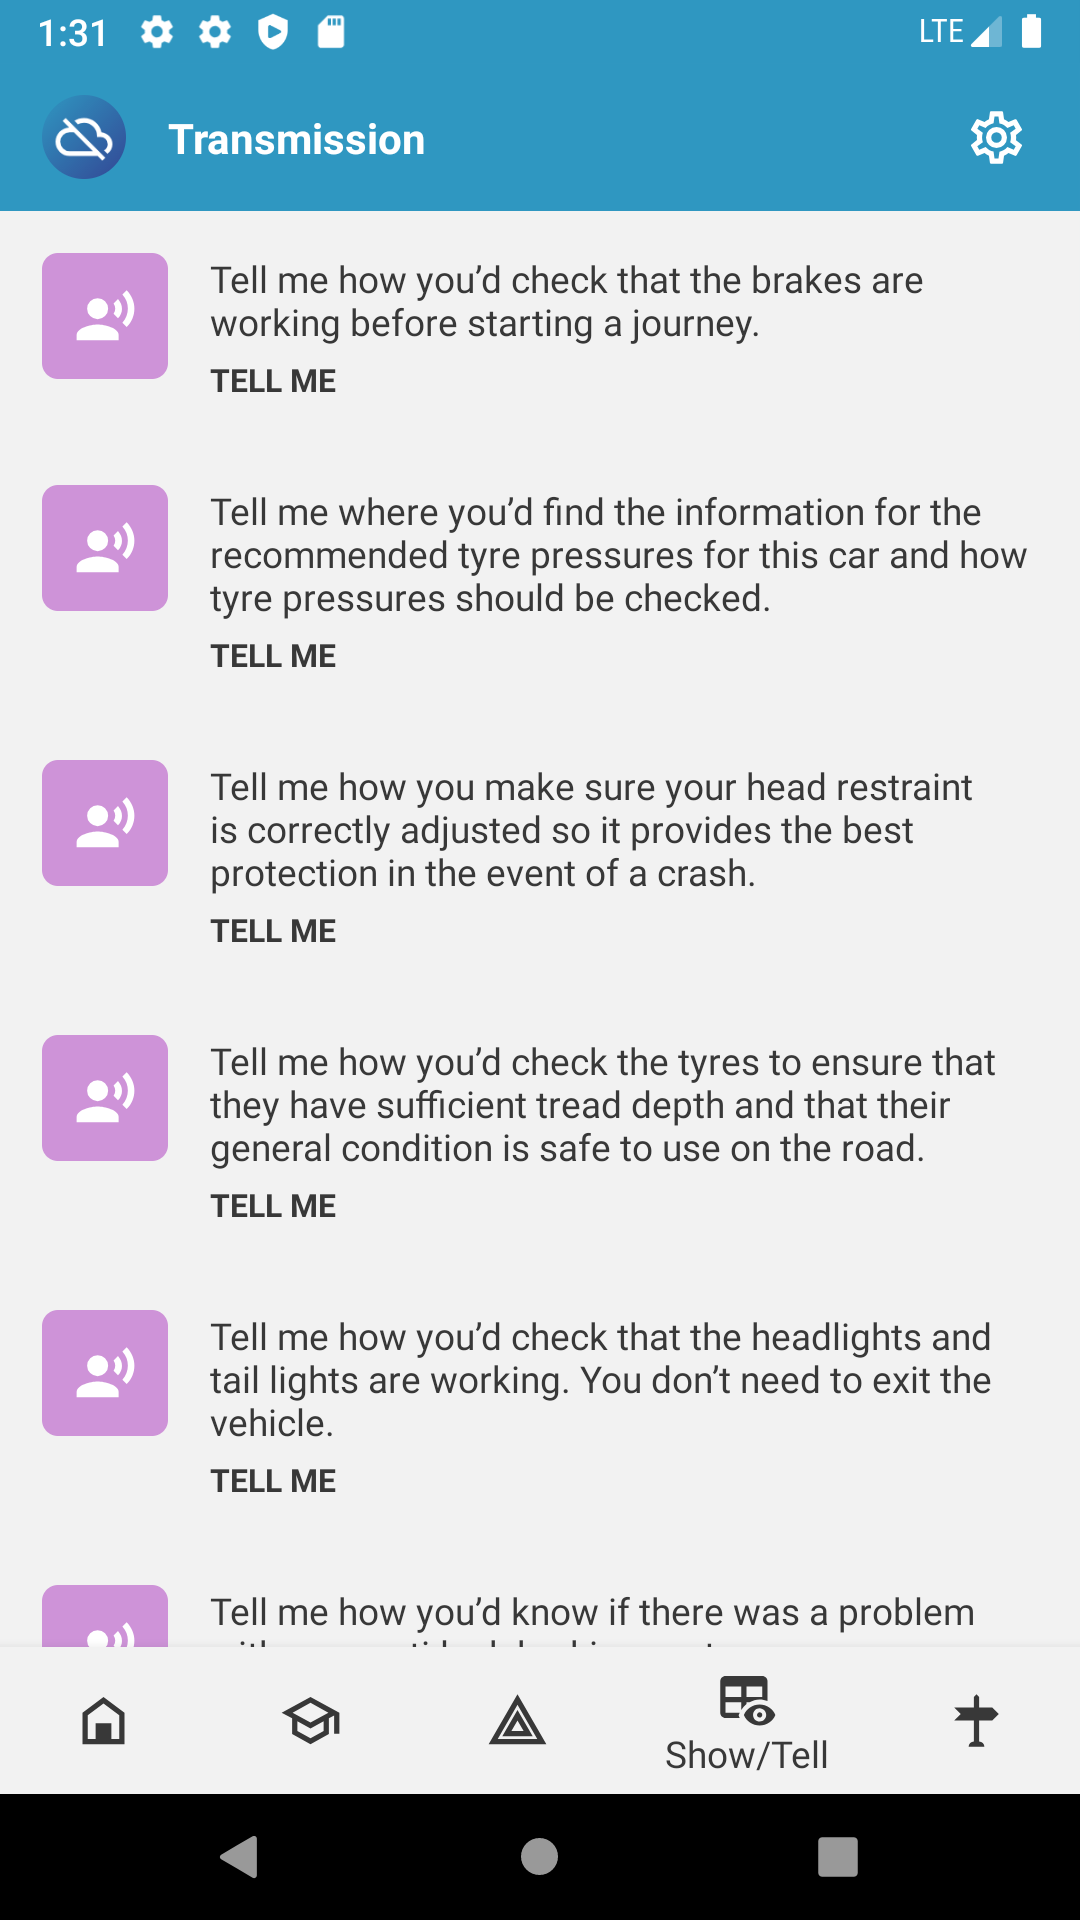 1:31
LTE
Transmission
Tell me how you’d check that the brakes are
working before starting a journey.
TELL ME
Tell me where you’d find the information for the
recommended tyre pressures for this car and how
tyre pressures should be checked.
TELL ME
Tell me how you make sure your head restraint
is correctly adjusted so it provides the best
protection in the event of a crash.
TELL ME
Tell me how you’d check the tyres to ensure that
they have sufficient tread depth and that their
general condition is safe to use on the road.
TELL ME
Tell me how you’d check that the headlights and
tail lights are working. You don’t need to exit the
vehicle.
TELL ME
Tell me how you’d know if there was a problem
Show/Tell